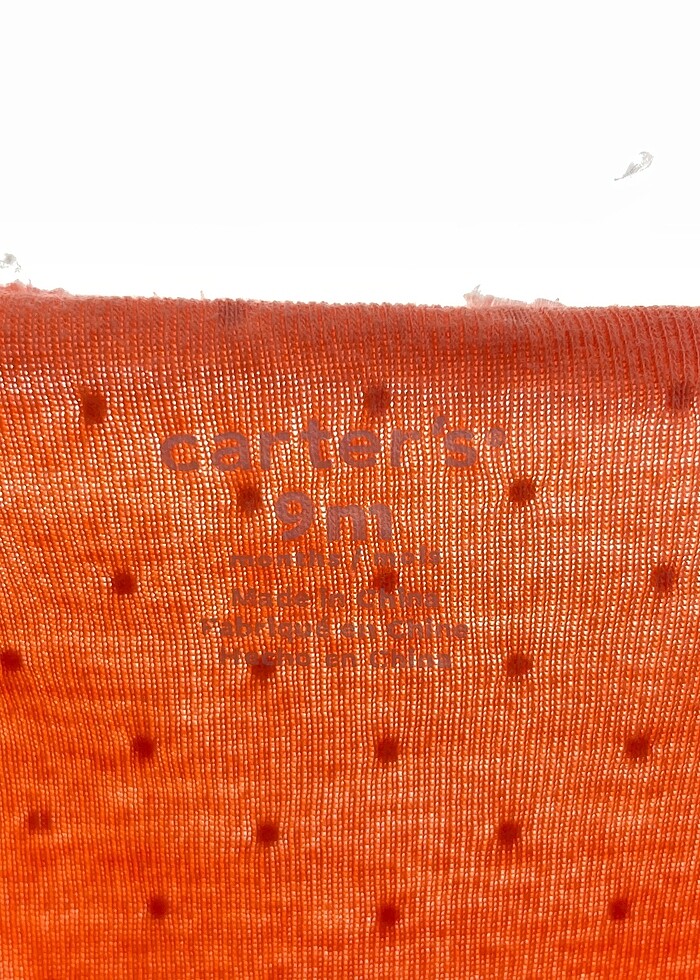 carter's®
9m
months / mois
Made in China
Fabriqué en Chine
Hecho en China